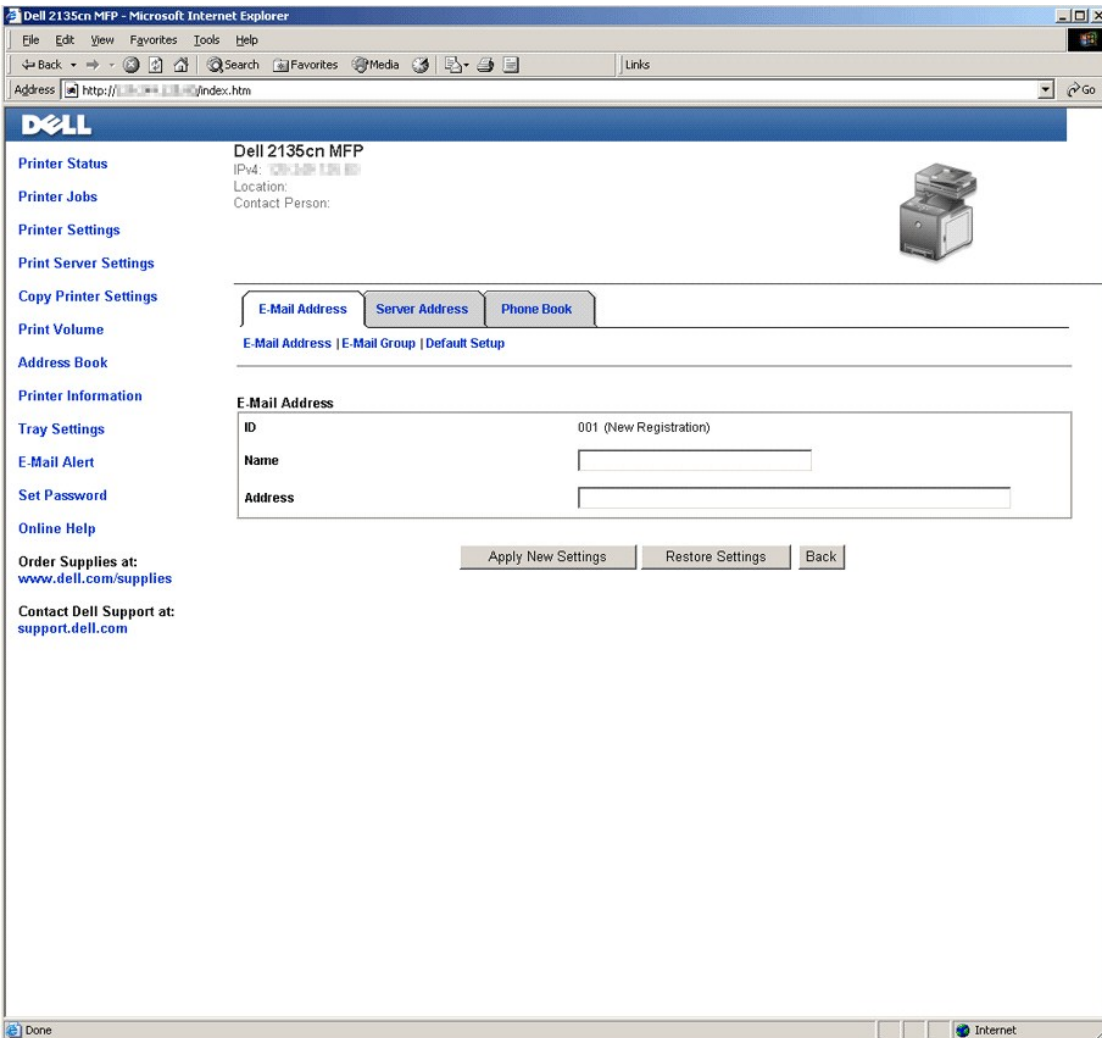 Dell 2135cn MFP - Microsoft Internet Explorer
File Edit View Favorites Tools Help
Back Search Favorites Media Links
Address http:// /index.htm Go
DELL
Dell 2135cn MFP
IPv4:
Location:
Contact Person:
Printer Status
Printer Jobs
Printer Settings
Print Server Settings
Copy Printer Settings
Print Volume
Address Book
Printer Information
Tray Settings
E-Mail Alert
Set Password
Online Help
Order Supplies at:
www.dell.com/supplies
Contact Dell Support at:
support.dell.com
E-Mail Address Server Address Phone Book
E-Mail Address | E-Mail Group | Default Setup
E-Mail Address
ID 001 (New Registration)
Name
Address
Apply New Settings Restore Settings Back
Done Internet